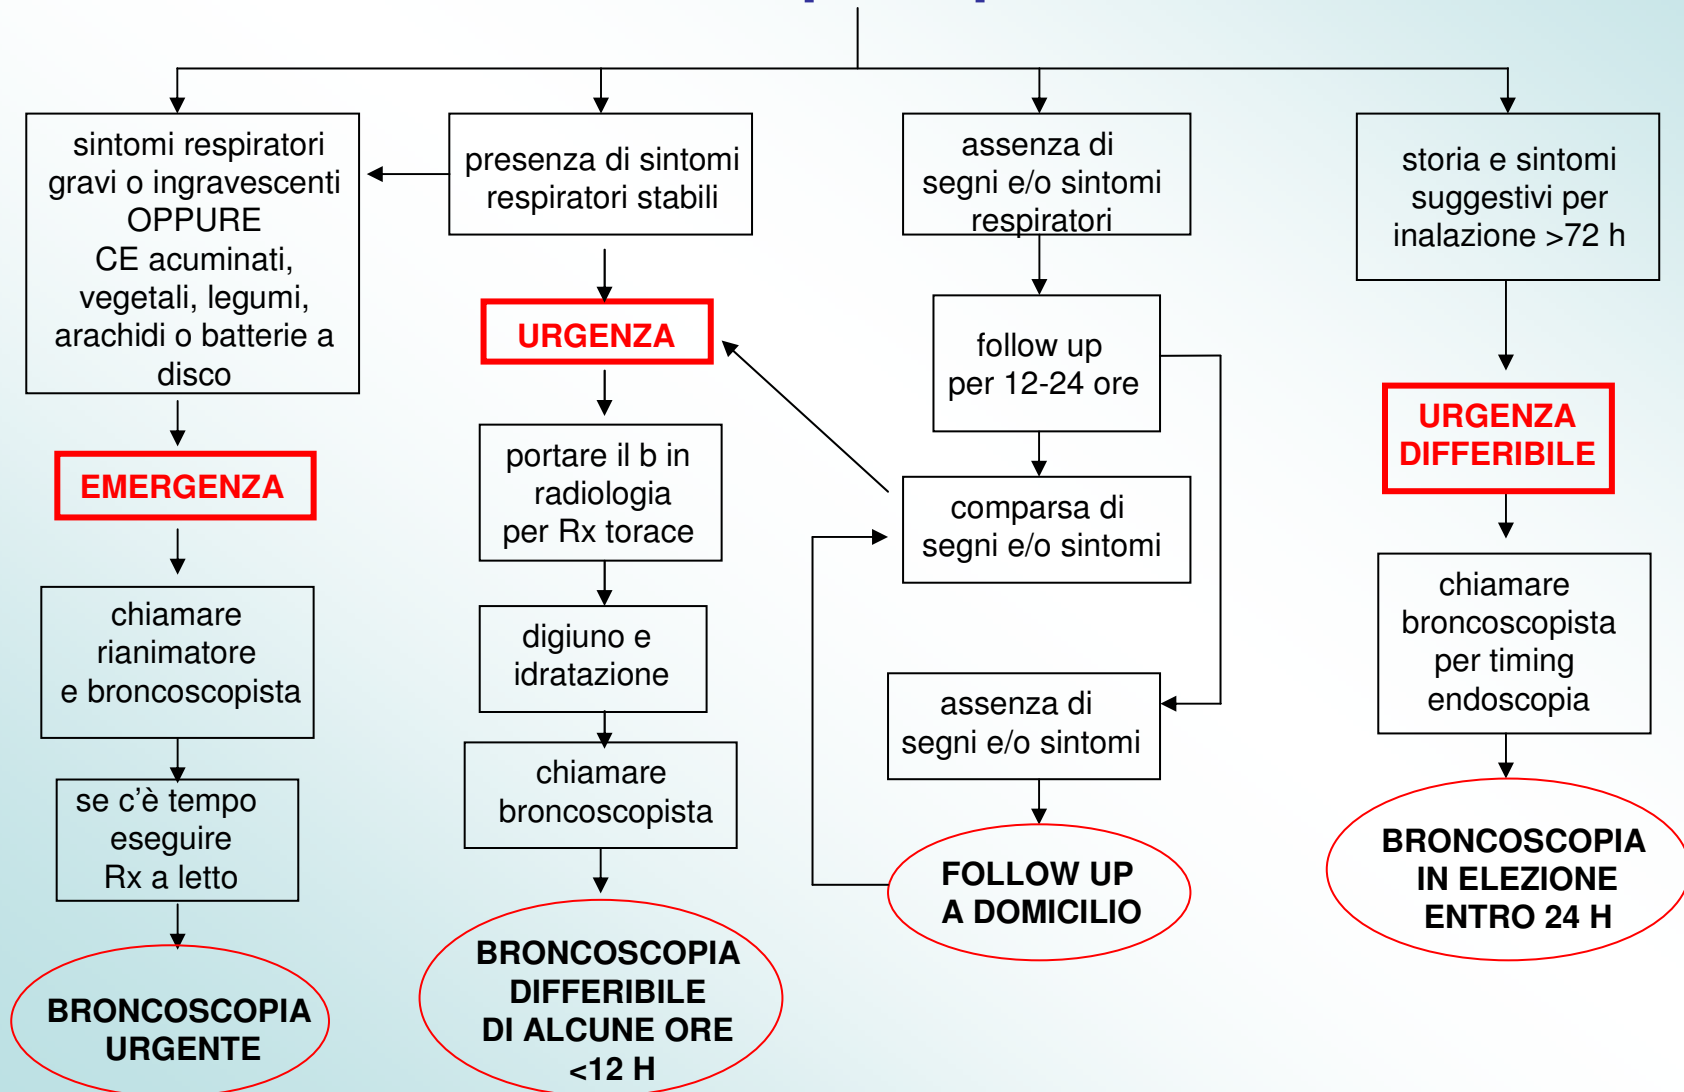 sintomi respiratori
gravi o ingravescenti
OPPURE
CE acuminati,
vegetali, legumi,
arachidi o batterie a
disco
EMERGENZA
chiamare
rianimatore
e broncoscopista
se c'è tempo
eseguire
Rx a letto
BRONCOSCOPIA
URGENTE
presenza di sintomi
respiratori stabili
URGENZA
portare il b in
radiologia
per Rx torace
digiuno e
idratazione
chiamare
broncoscopista
BRONCOSCOPIA
DIFFERIBILE
DI ALCUNE ORE
<12 H
assenza di
segni e/o sintomi
respiratori
follow up
per 12-24 ore
comparsa di
segni e/o sintomi
assenza di
segni e/o sintomi
FOLLOW UP
A DOMICILIO
storia e sintomi
suggestivi per
inalazione >72 h
URGENZA
DIFFERIBILE
chiamare
broncoscopista
per timing
endoscopia
BRONCOSCOPIA
IN ELEZIONE
ENTRO 24 H